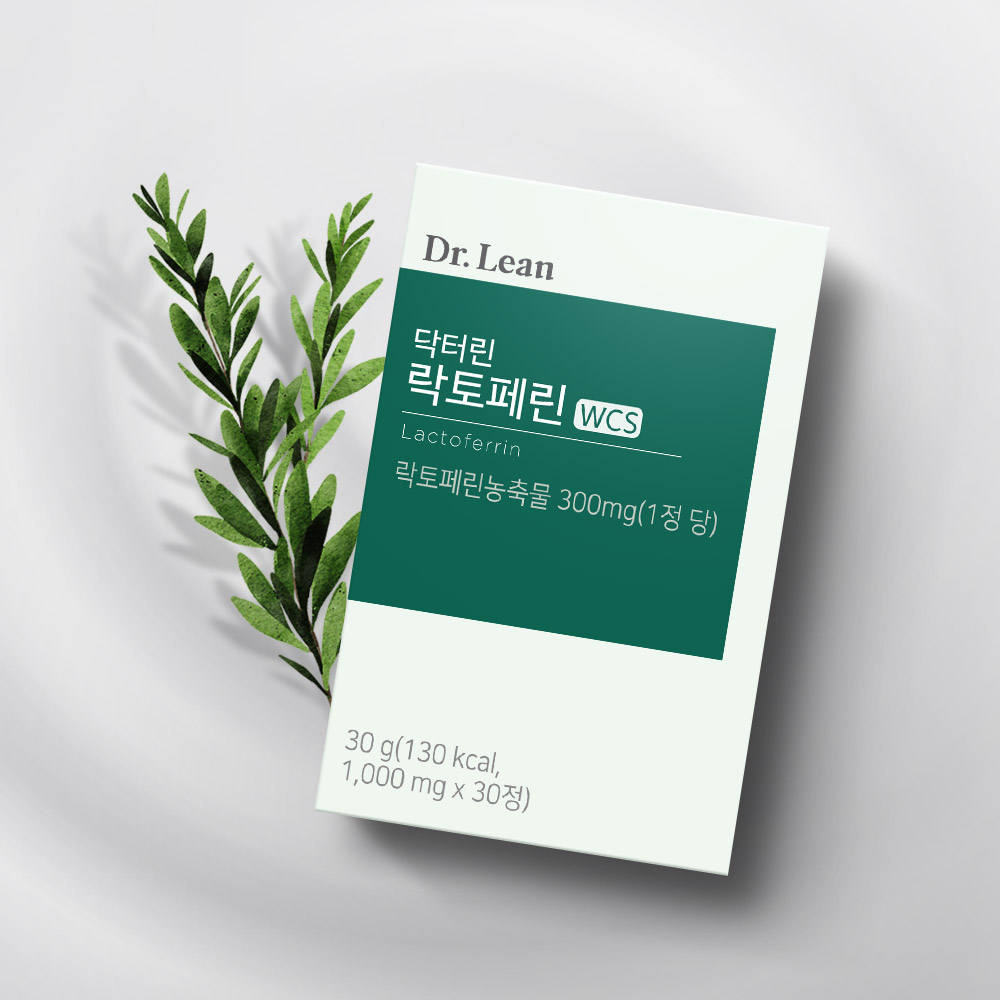 Dr. Lean
닥터린
락토페린 WCS
Lactoferrin
락토페린농축물 300mg(1정 당)
30 g(130 kcal,
1,000 mg x 30정)